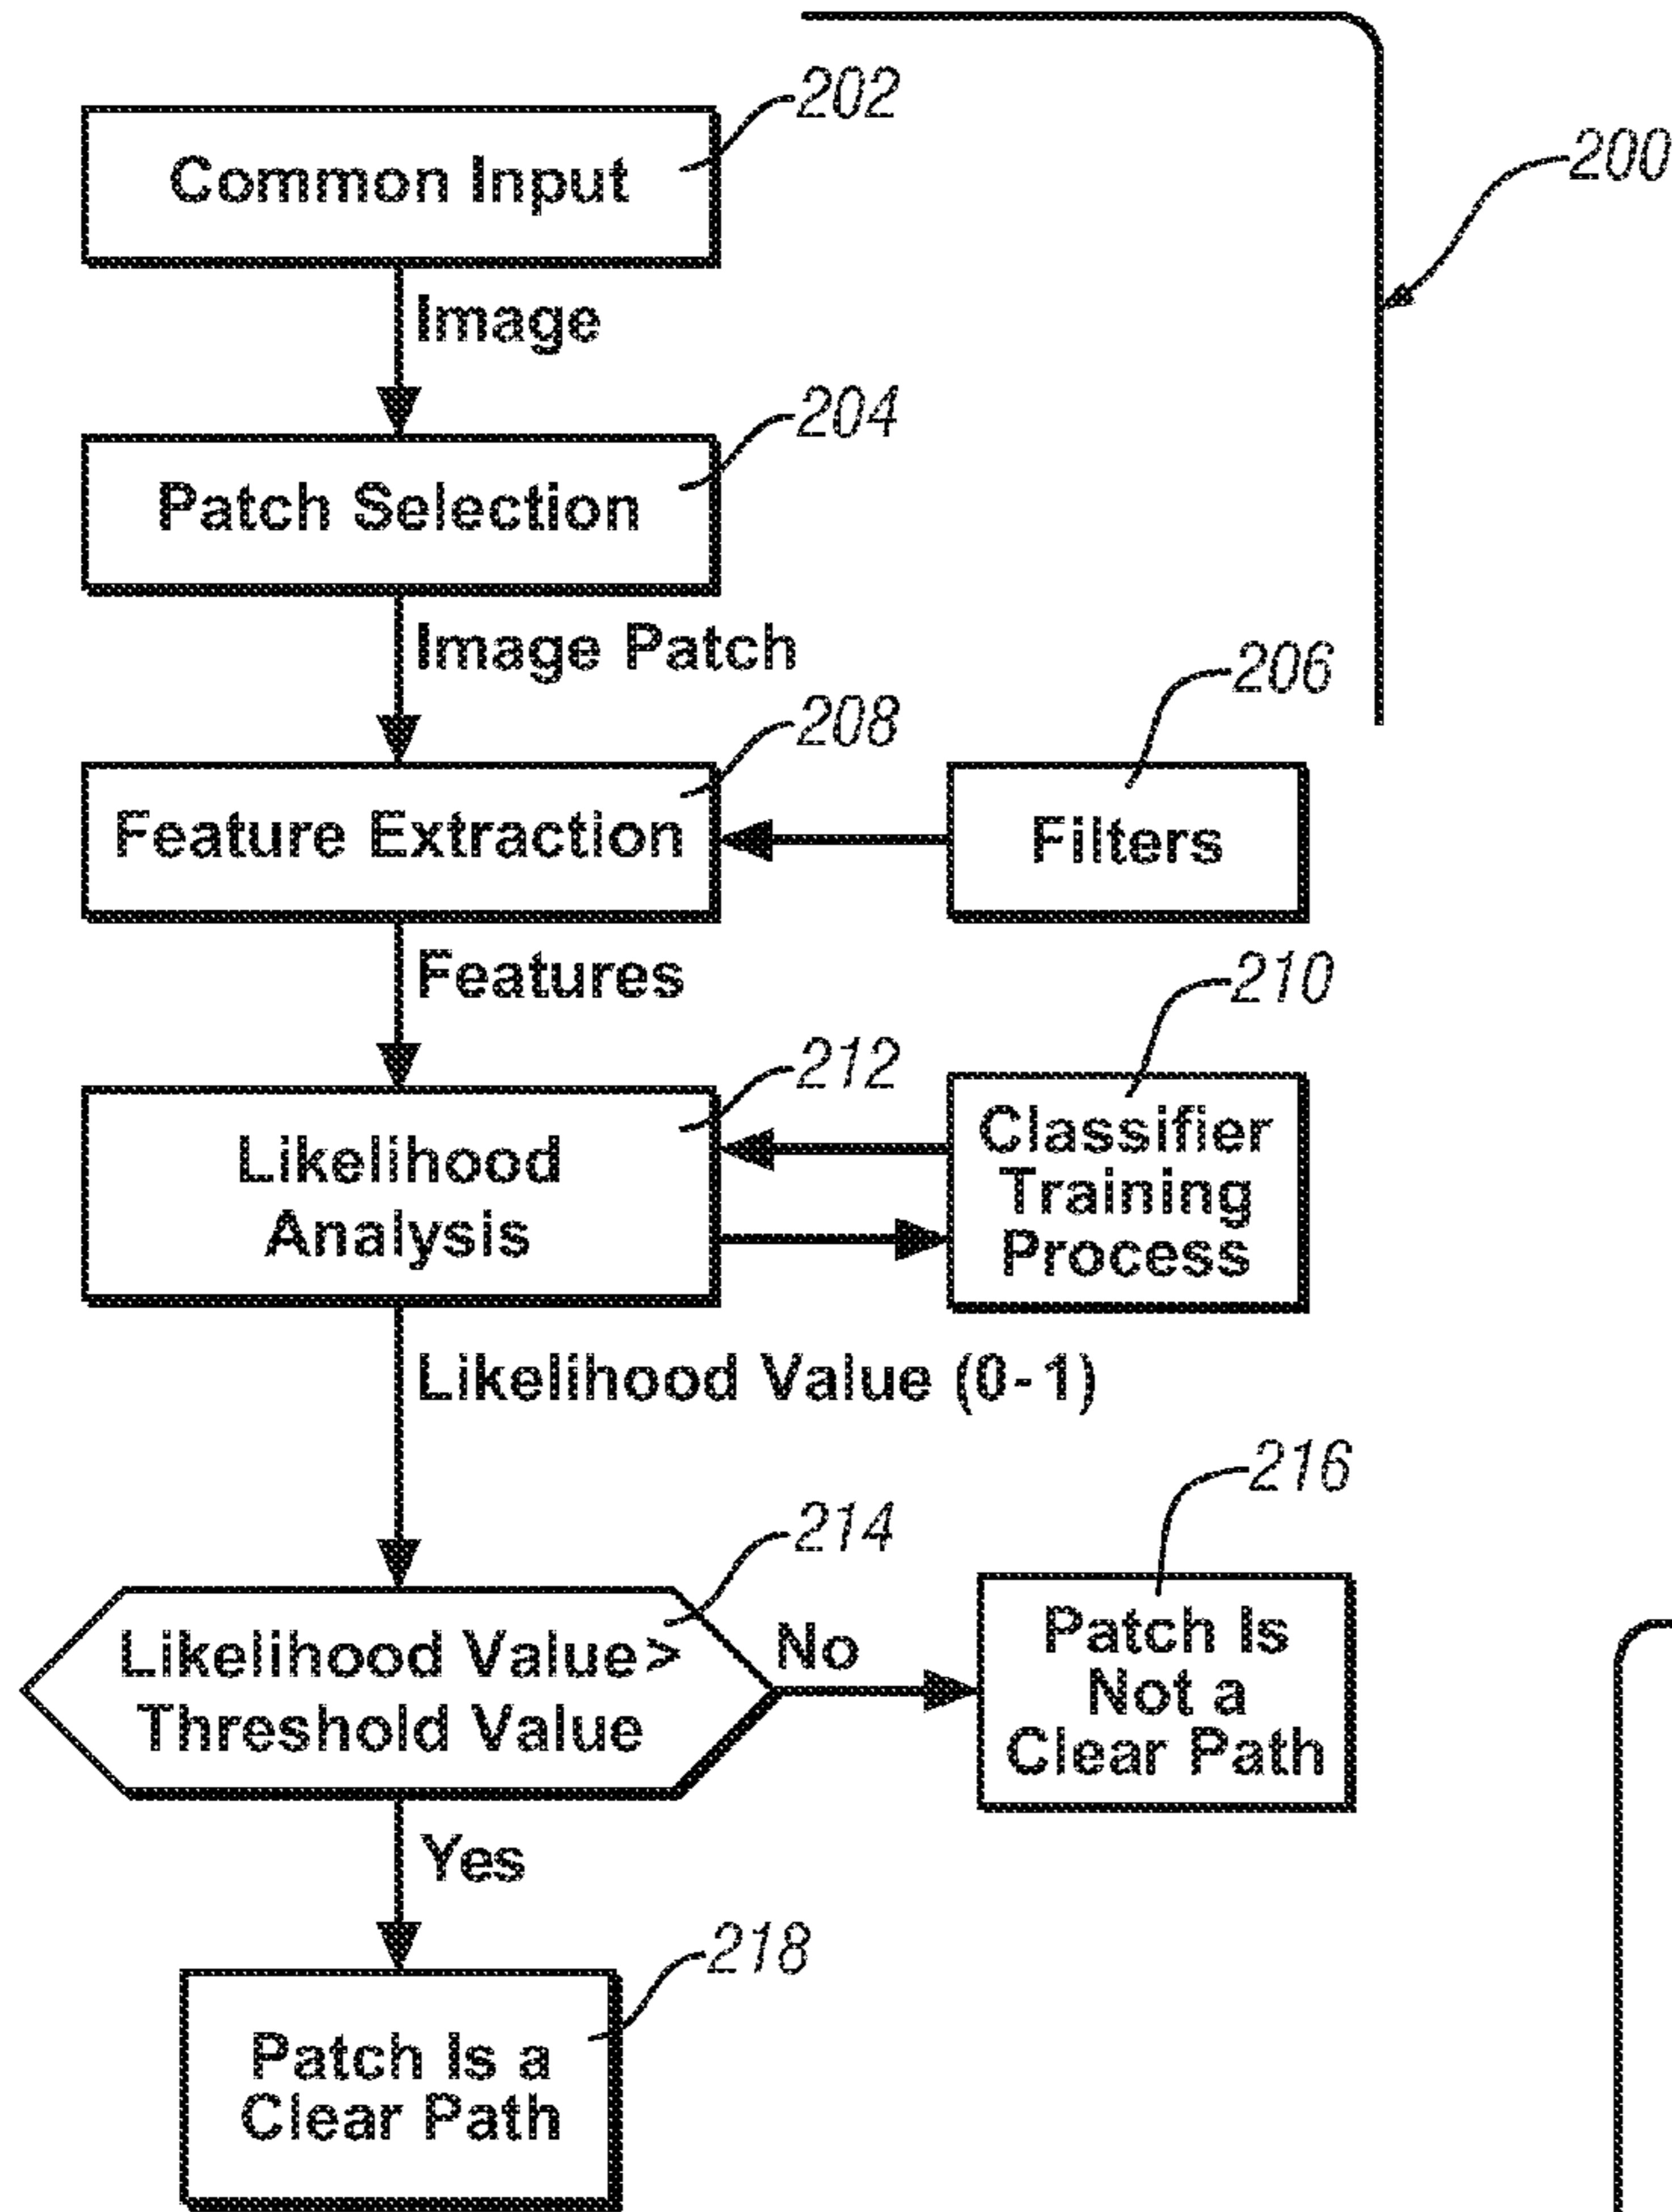 202
Common Input
200
Image
204
Patch Selection
Image Patch
206
208
Feature Extraction
Filters
Features
210
212
Classifier
Training
Process
Likelihood
Analysis
Likelihood Value (0-1)
216
214
Likelihood Value >
Threshold Value
No
Patch Is
Not a
Clear Path
Yes
218
Patch Is a
Clear Path